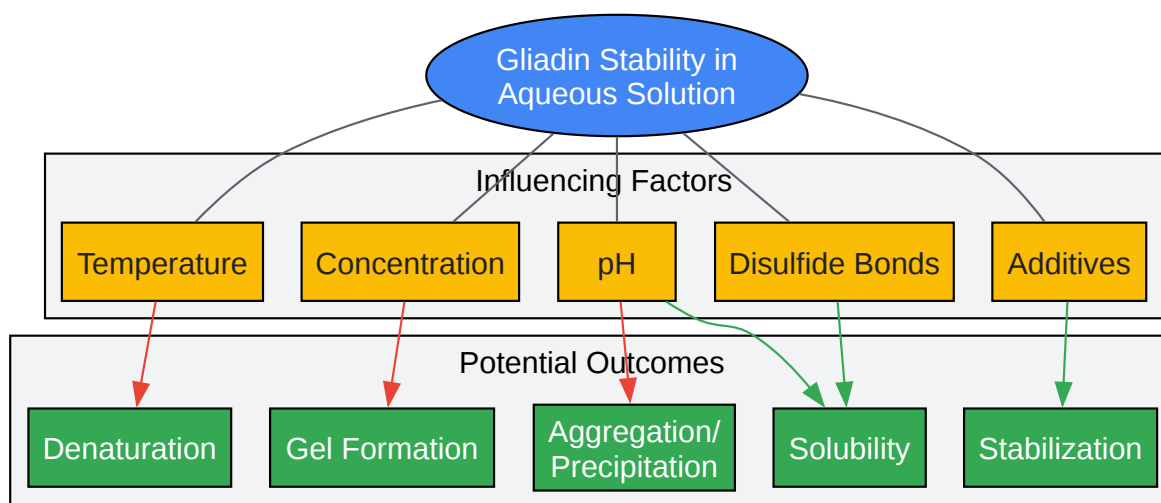 Gliadin Stability in
Aqueous Solution
Influencing Factors
Temperature
Concentration
pH
Disulfide Bonds
Additives
Potential Outcomes
Denaturation
Gel Formation
Aggregation/
Precipitation
Solubility
Stabilization